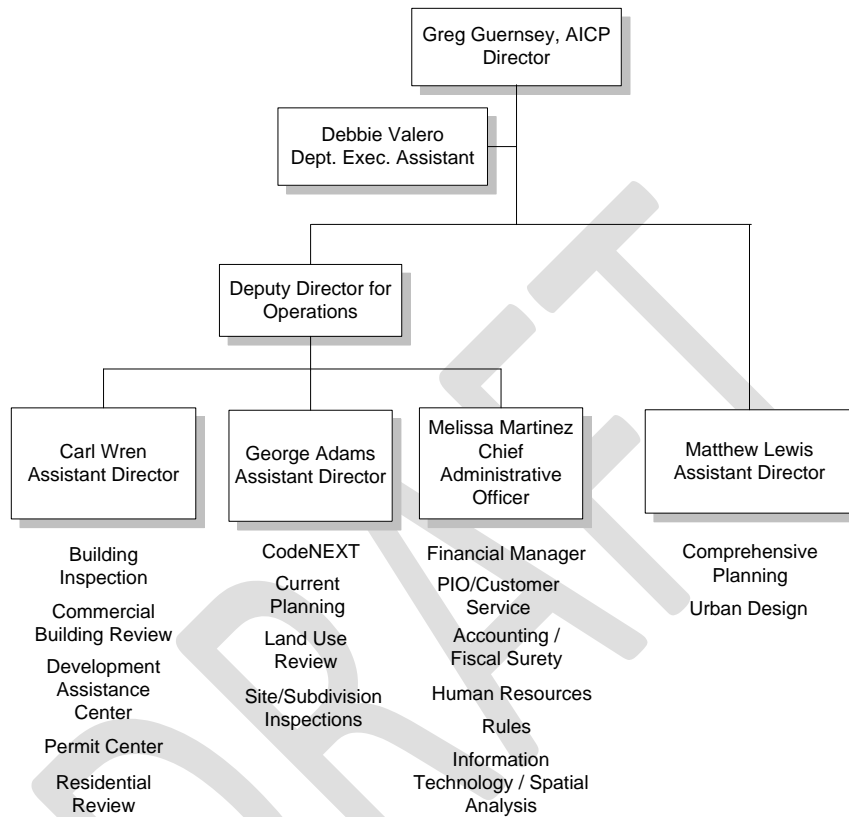 Greg Guernsey, AICP
Director
Debbie Valero
Dept. Exec. Assistant
Deputy Director for
Operations
Carl Wren
Assistant Director
George Adams
Assistant Director
Melissa Martinez
Chief
Administrative
Officer
Matthew Lewis
Assistant Director
Building
Inspection
Commercial
Building Review
Development
Assistance
Center
Permit Center
Residential
Review
CodeNEXT
Current
Planning
Land Use
Review
Site/Subdivision
Inspections
Financial Manager
PIO/Customer
Service
Accounting /
Fiscal Surety
Human Resources
Rules
Information
Technology / Spatial
Analysis
Comprehensive
Planning
Urban Design
DRAFT